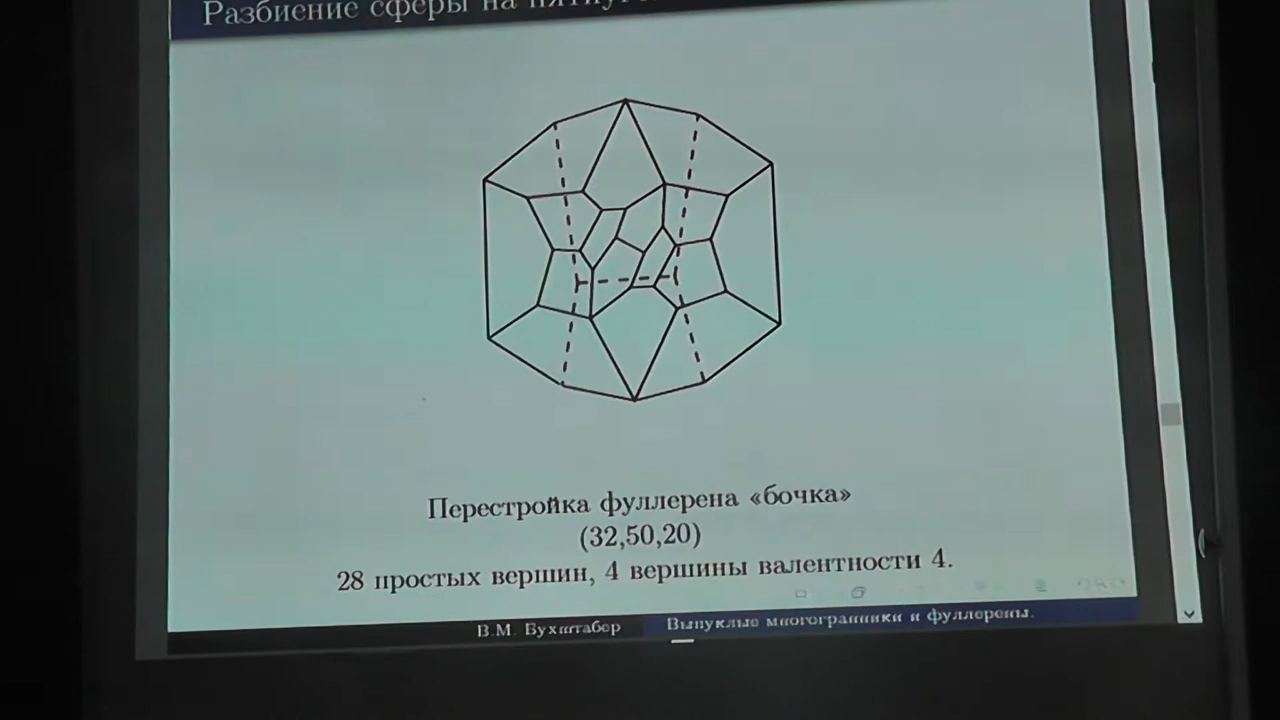 Разбиение сферы на
Перестройка фуллерена «бочка»
(32,50,20)
28 простых вершин, 4 вершины валентности 4.
В.М. Бухштабер Выпуклые многогранники и фуллерены.